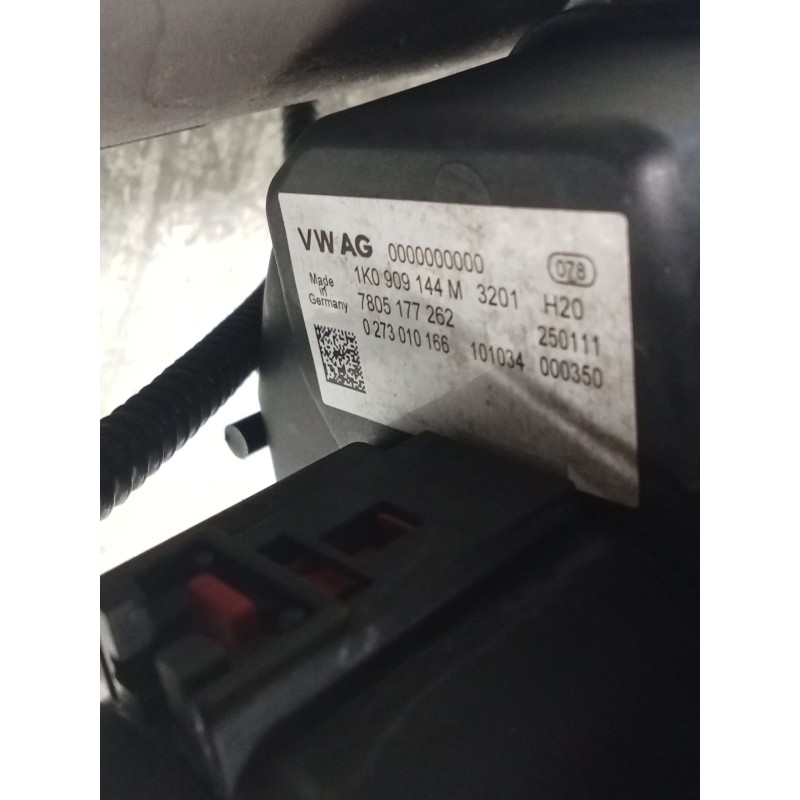 VW AG 0000000000 078
Made in Germany
1K0 909 144 M 3201 H20
7805 177 262 250111
0 273 010 166 101034 000350